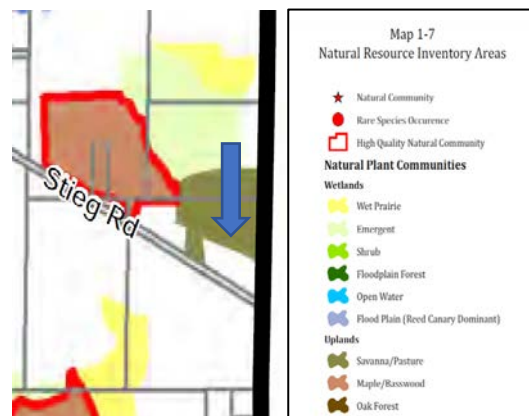 Stieg Rd
Map 1-7
Natural Resource Inventory Areas
Natural Community
Rare Species Occurence
High Quality Natural Community
Natural Plant Communities
Wetlands
Wet Prairie
Emergent
Shrub
Floodplain Forest
Open Water
Flood Plain (Reed Canary Dominant)
Uplands
Savanna/Pasture
Maple/Basswood
Oak Forest